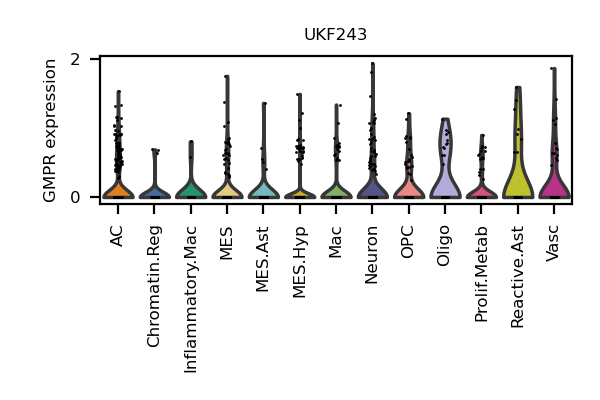 UKF243
GMPR expression
2
0
AC
Chromatin.Reg
Inflammatory.Mac
MES
MES.Ast
MES.Hyp
Mac
Neuron
OPC
Oligo
Prolif.Metab
Reactive.Ast
Vasc